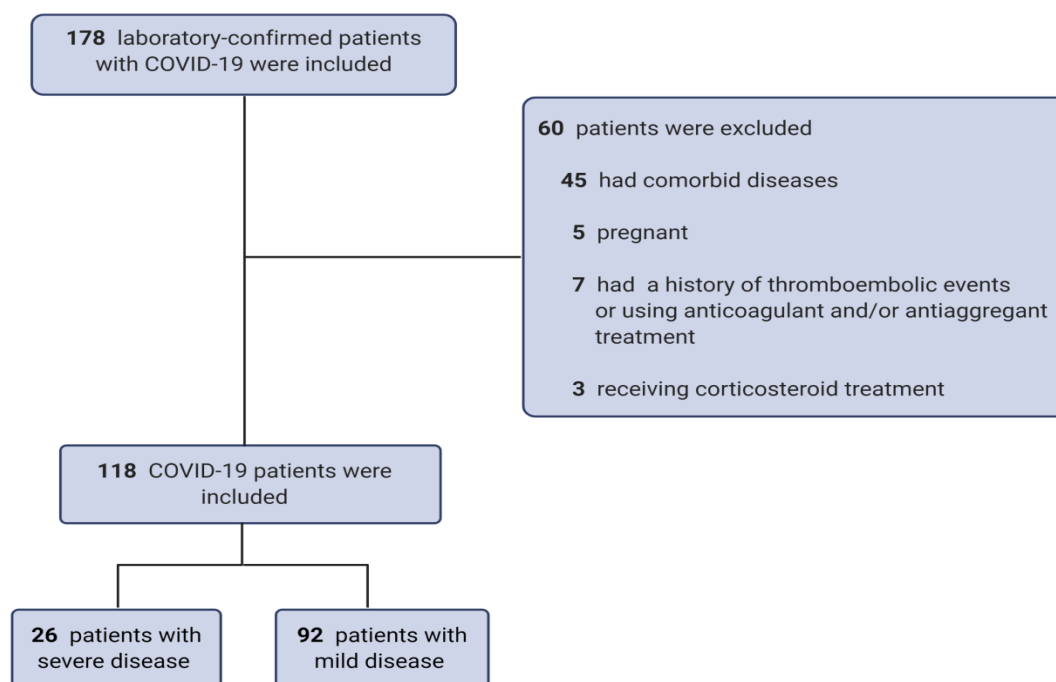 178 laboratory-confirmed patients
with COVID-19 were included
60 patients were excluded
45 had comorbid diseases
5 pregnant
7 had a history of thromboembolic events
or using anticoagulant and/or antiaggregant
treatment
3 receiving corticosteroid treatment
118 COVID-19 patients were
included
26 patients with
severe disease
92 patients with
mild disease